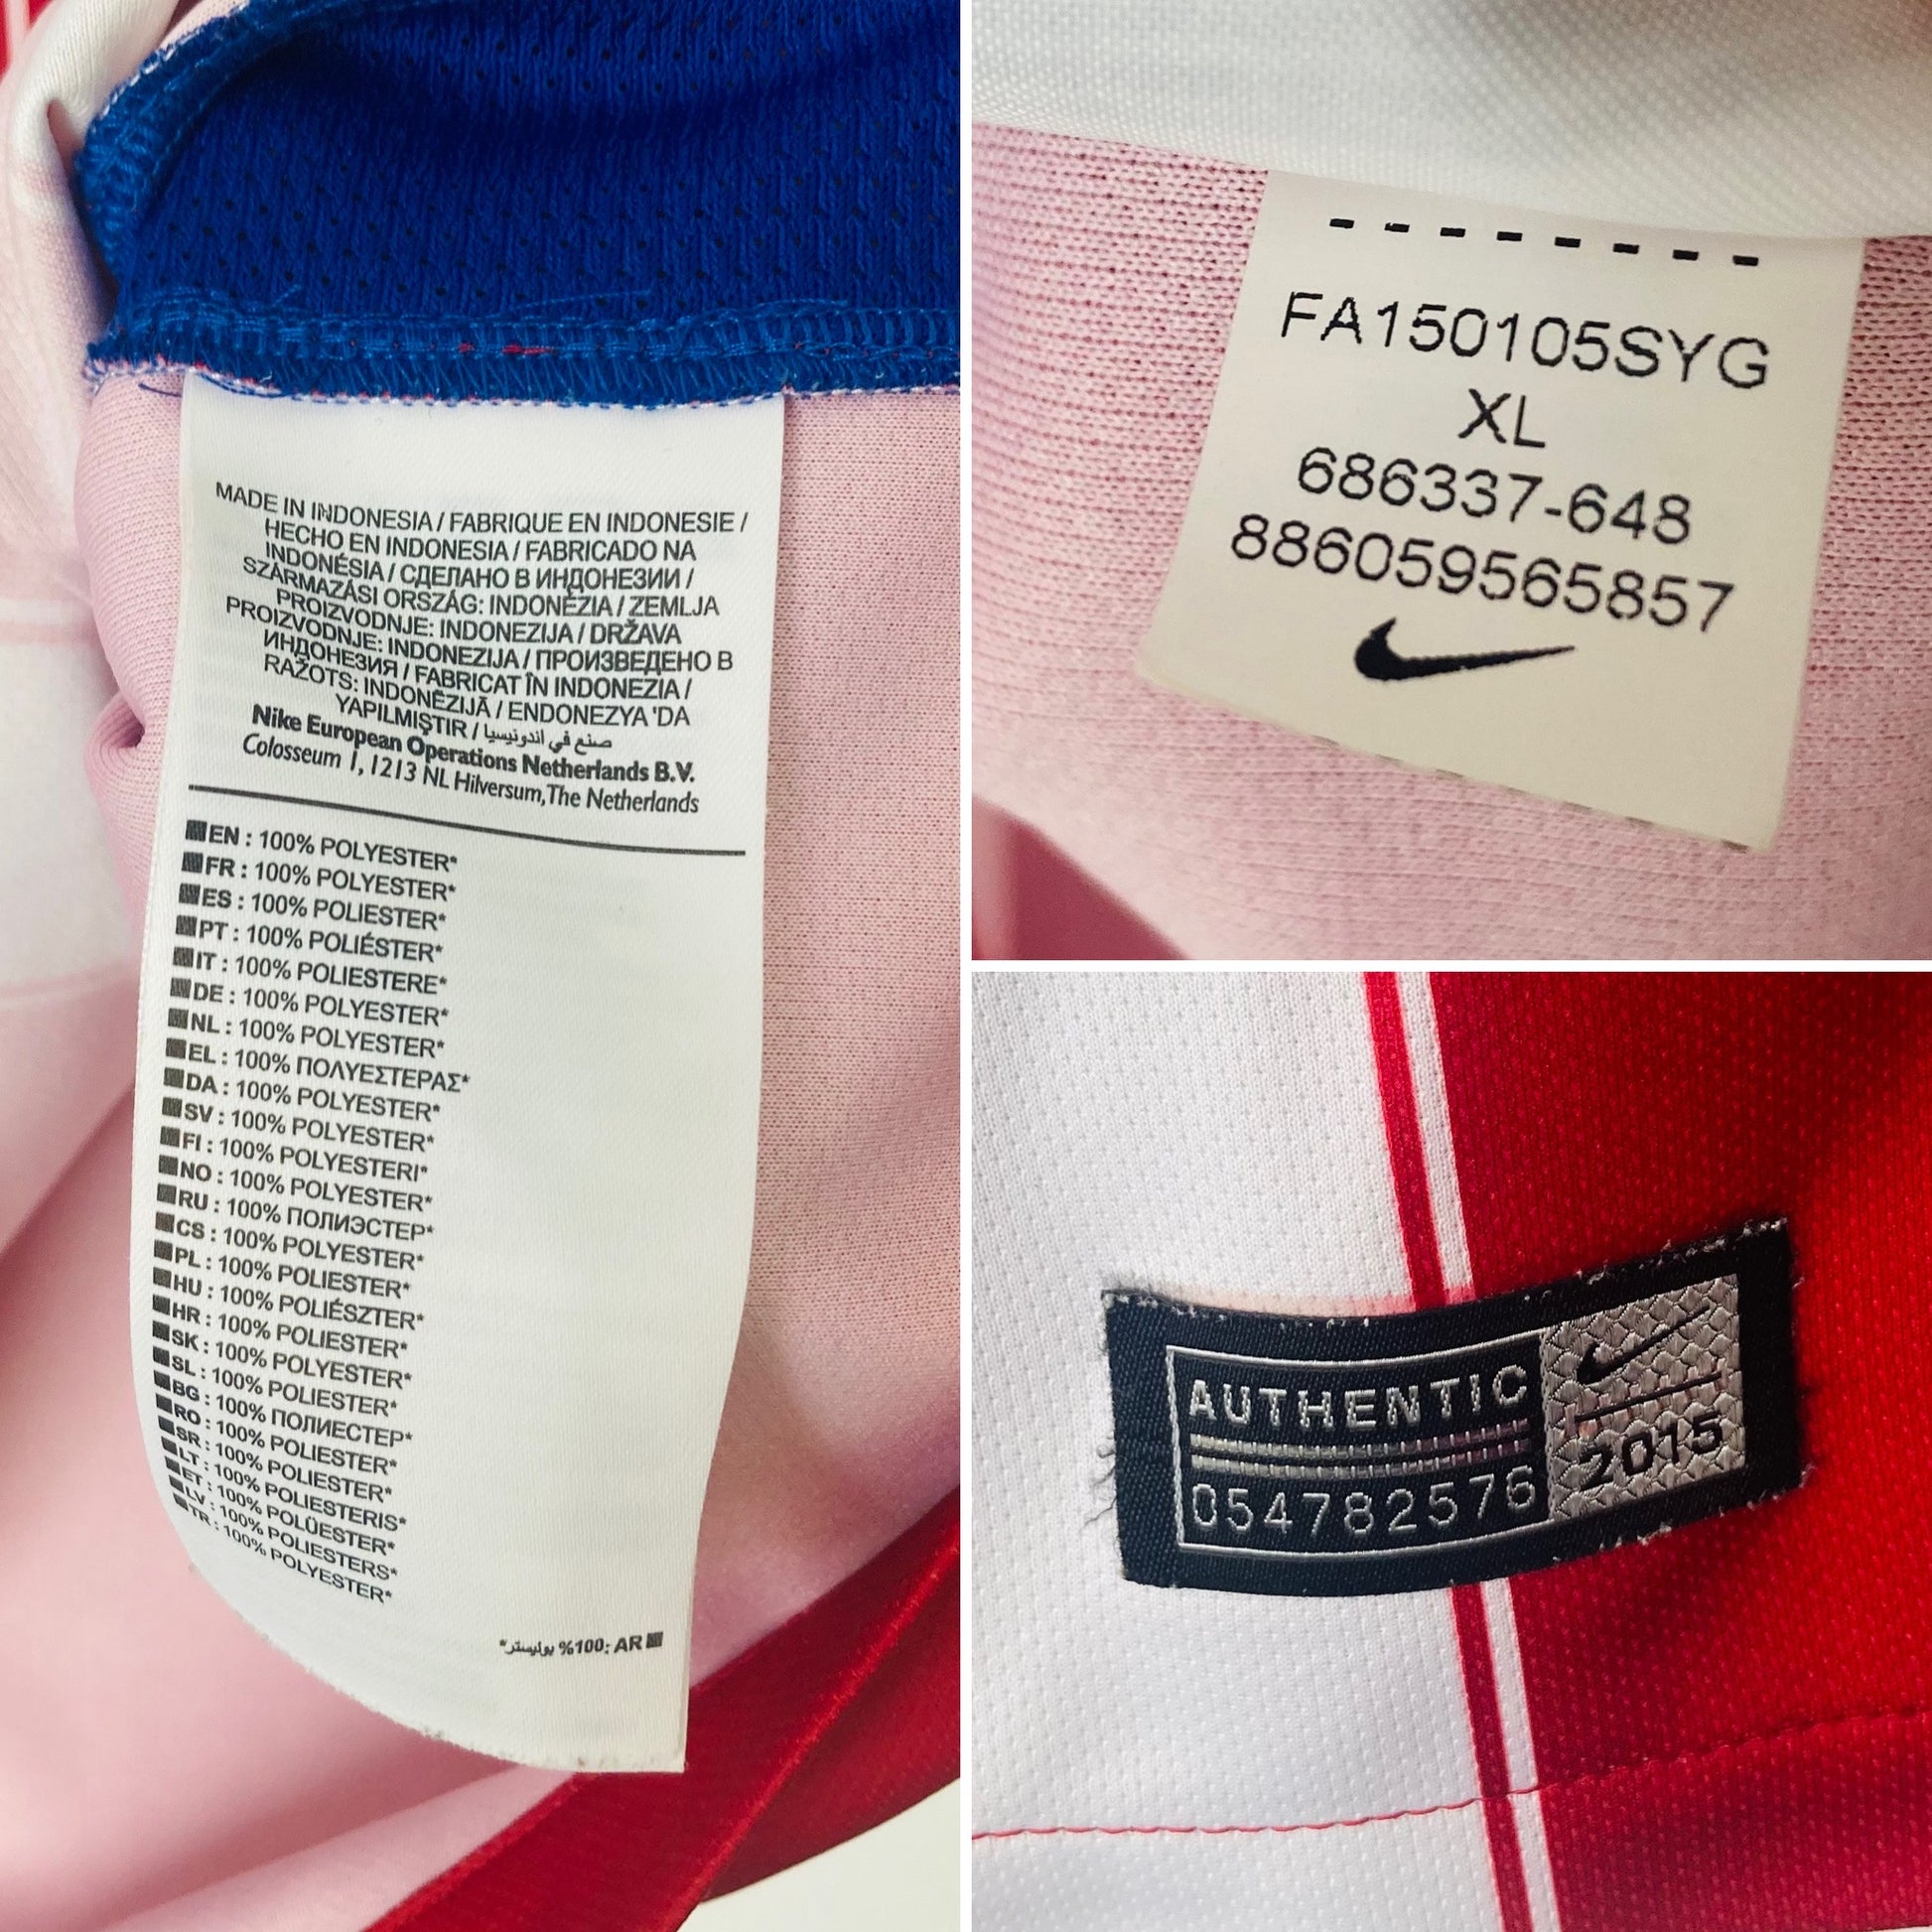 MADE IN INDONESIA / FABRIQUE EN INDONESIE /
HECHO EN INDONESIA / FABRICADO NA
INDONÉSIA / СДЕЛАНО В ИНДОНЕЗИИ /
SZÁRMAZÁSI ORSZÁG: INDONÉZIA / ZEMLJA
PROIZVODNJE: INDONEZIJA / DRŽAVA
PROIZVODNJE: INDONEZIJA / ПРОИЗВЕДЕНО В
ИНДОНЕЗИЯ / FABRICAT ÎN INDONEZIA /
RAŽOTS: INDONĒZIJĀ / ENDONEZYA 'DA
YAPILMIŞTIR / صنع في اندونيسيا
Nike European Operations Netherlands B.V.
Colosseum 1, 1213 NL Hilversum, The Netherlands
EN : 100% POLYESTER*
FR : 100% POLYESTER*
ES : 100% POLIESTER*
PT : 100% POLIÉSTER*
IT : 100% POLIESTERE*
DE : 100% POLYESTER*
NL : 100% POLYESTER*
EL : 100% ΠΟΛΥΕΣΤΕΡΑΣ*
DA : 100% POLYESTER*
SV : 100% POLYESTER*
FI : 100% POLYESTERI*
NO : 100% POLYESTER*
RU : 100% ПОЛИЭСТЕР*
CS : 100% POLYESTER*
PL : 100% POLIESTER*
HU : 100% POLIÉSZTER*
HR : 100% POLIESTER*
SK : 100% POLYESTER*
SL : 100% POLIESTER*
BG : 100% ПОЛИЕСТЕР*
RO : 100% POLIESTER*
SR : 100% POLIESTER*
LT : 100% POLIESTERIS*
ET : 100% POLÜESTER*
LV : 100% POLIESTERS*
TR : 100% POLYESTER*
AR :100% بوليستر*
FA150105SYG
XL
686337-648
886059565857
AUTHENTIC
054782576
2015